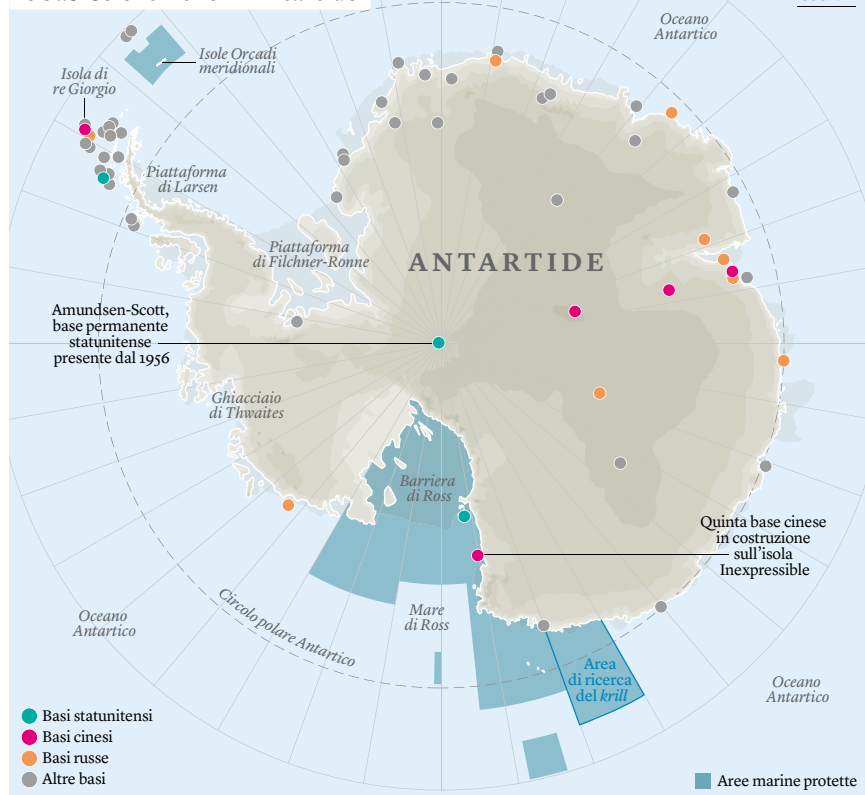 Oceano
Antartico
Isole Orcadi
meridionali
Isola di
re Giorgio
Piattaforma
di Larsen
Piattaforma
di Filchner-Ronne
ANTARTIDE
Amundsen-Scott,
base permanente
statunitense
presente dal 1956
Ghiacciaio
di Thwaites
Barriera
di Ross
Quinta base cinese
in costruzione
sull'isola
Inexpressible
Circolo polare Antartico
Mare
di Ross
Oceano
Antartico
Area
di ricerca
del krill
Oceano
Antartico
Basi statunitensi
Basi cinesi
Basi russe
Altre basi
Aree marine protette